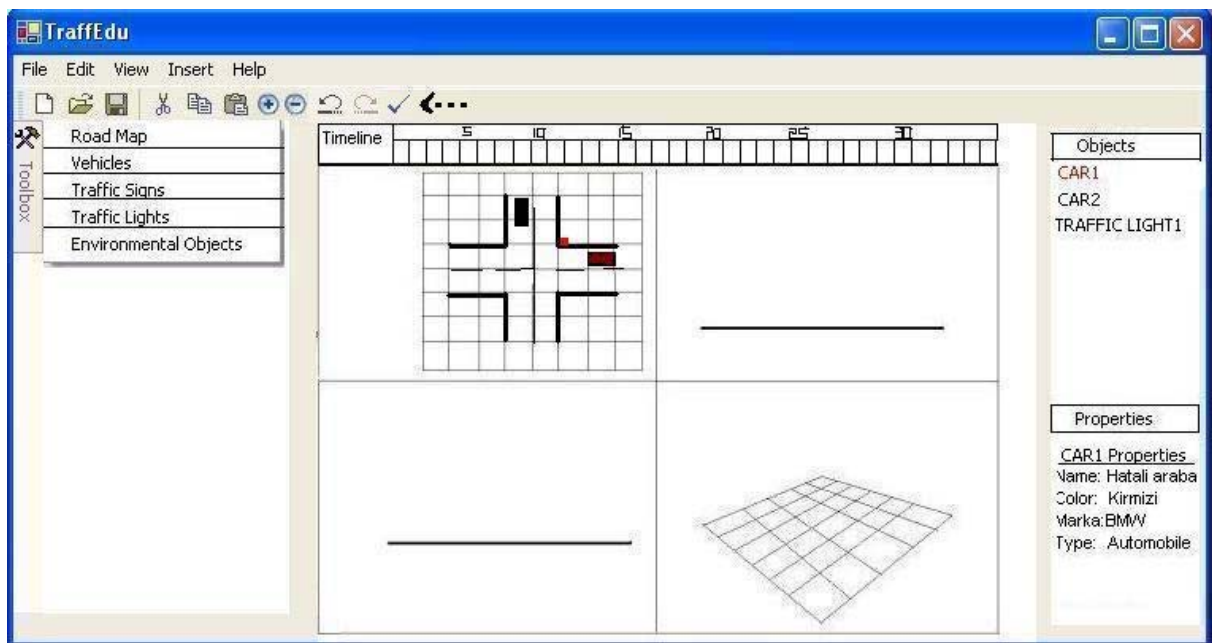 TraffEdu
File Edit View Insert Help
Toolbox
Road Map
Vehicles
Traffic Signs
Traffic Lights
Environmental Objects
Timeline 5 10 15 20 25 30
Objects
CAR1
CAR2
TRAFFIC LIGHT1
Properties
CAR1 Properties
Name: Hatali araba
Color: Kirmizi
Marka:BMW
Type: Automobile